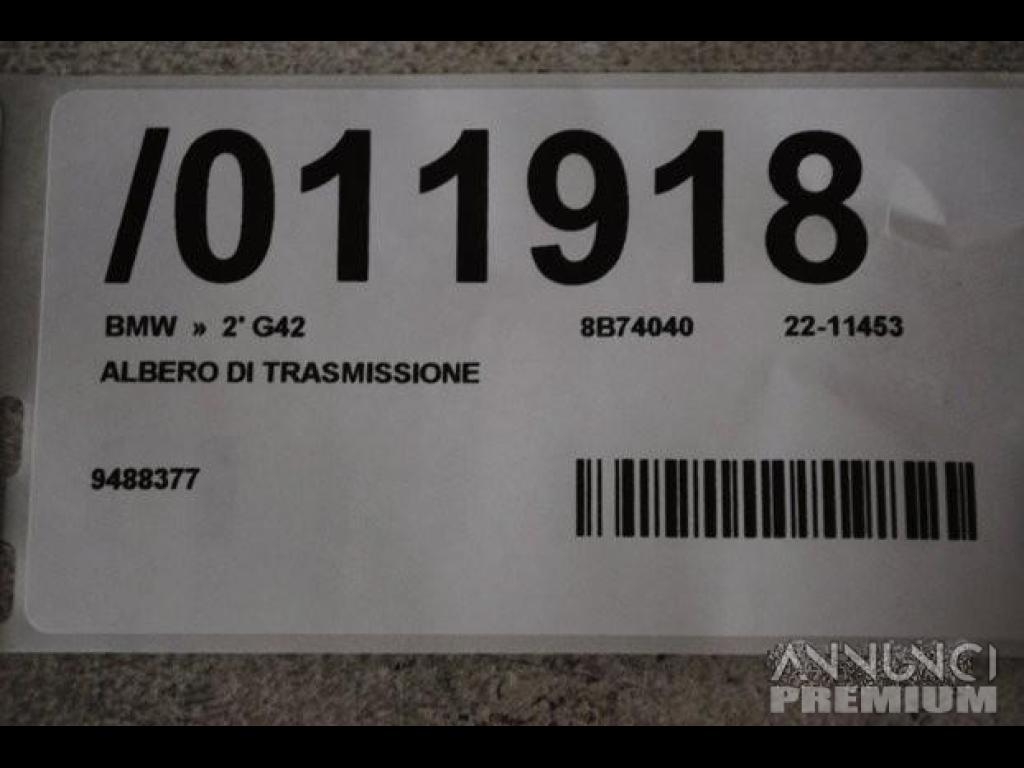 /011918
BMW » 2° G42 8B74040 22-11453
ALBERO DI TRASMISSIONE
9488377
ANNUNCI
PREMIUM